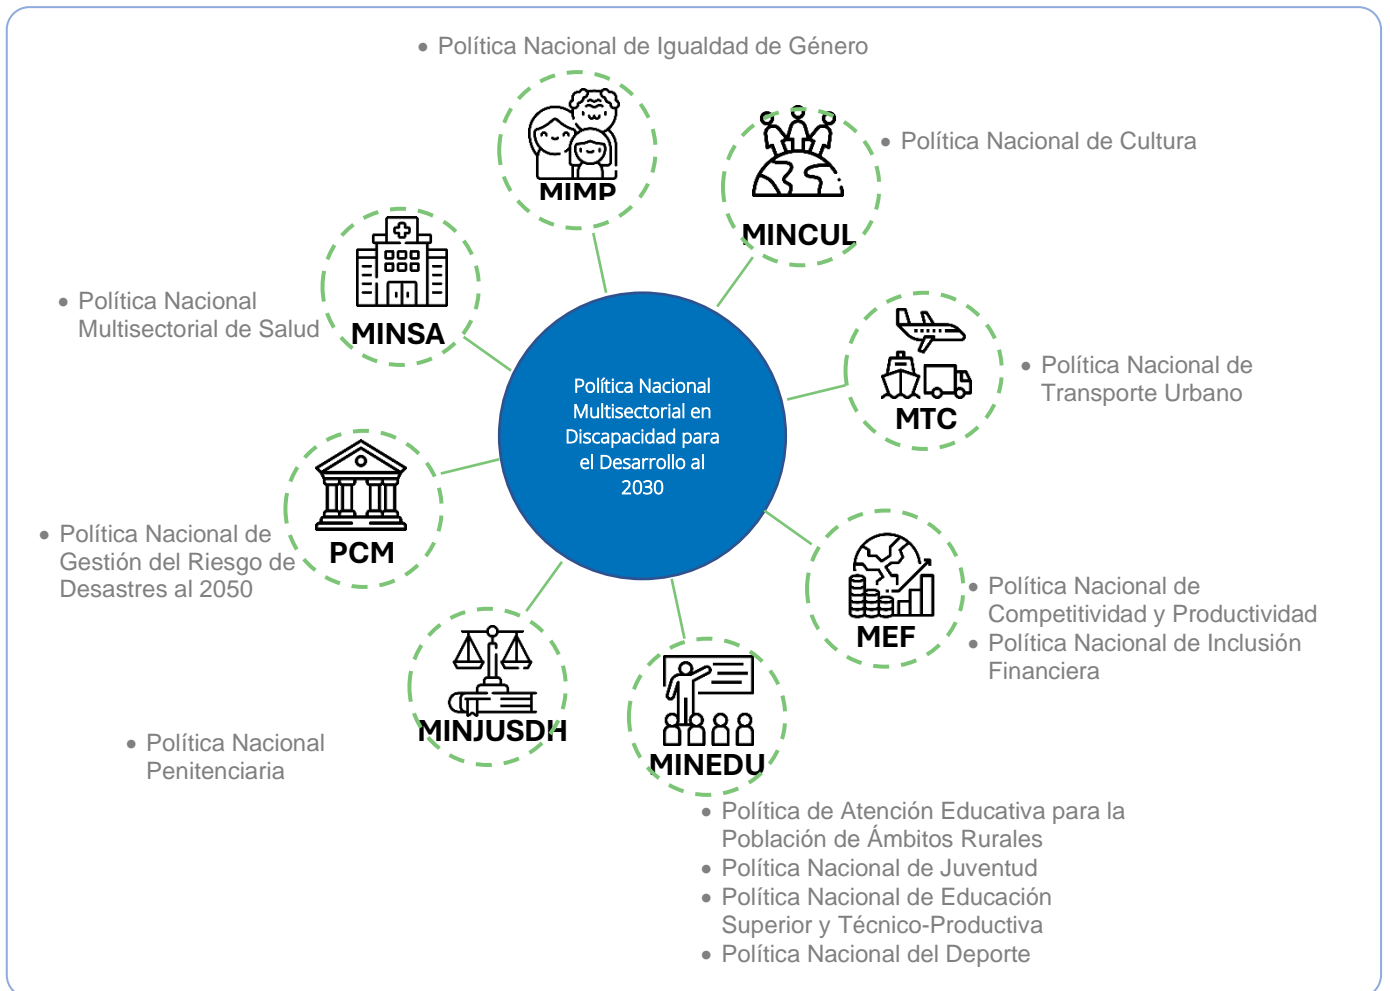 • Política Nacional de Igualdad de Género
MIMP
• Política Nacional de Cultura
MINCUL
• Política Nacional
Multisectorial de Salud
MINSA
• Política Nacional de
Transporte Urbano
MTC
Política Nacional
Multisectorial en
Discapacidad para
el Desarrollo al
2030
• Política Nacional de
Gestión del Riesgo de
Desastres al 2050
PCM
• Política Nacional de
Competitividad y Productividad
• Política Nacional de Inclusión
Financiera
MEF
• Política Nacional
Penitenciaria
MINJUSDH
MINEDU
• Política de Atención Educativa para la
Población de Ámbitos Rurales
• Política Nacional de Juventud
• Política Nacional de Educación
Superior y Técnico-Productiva
• Política Nacional del Deporte